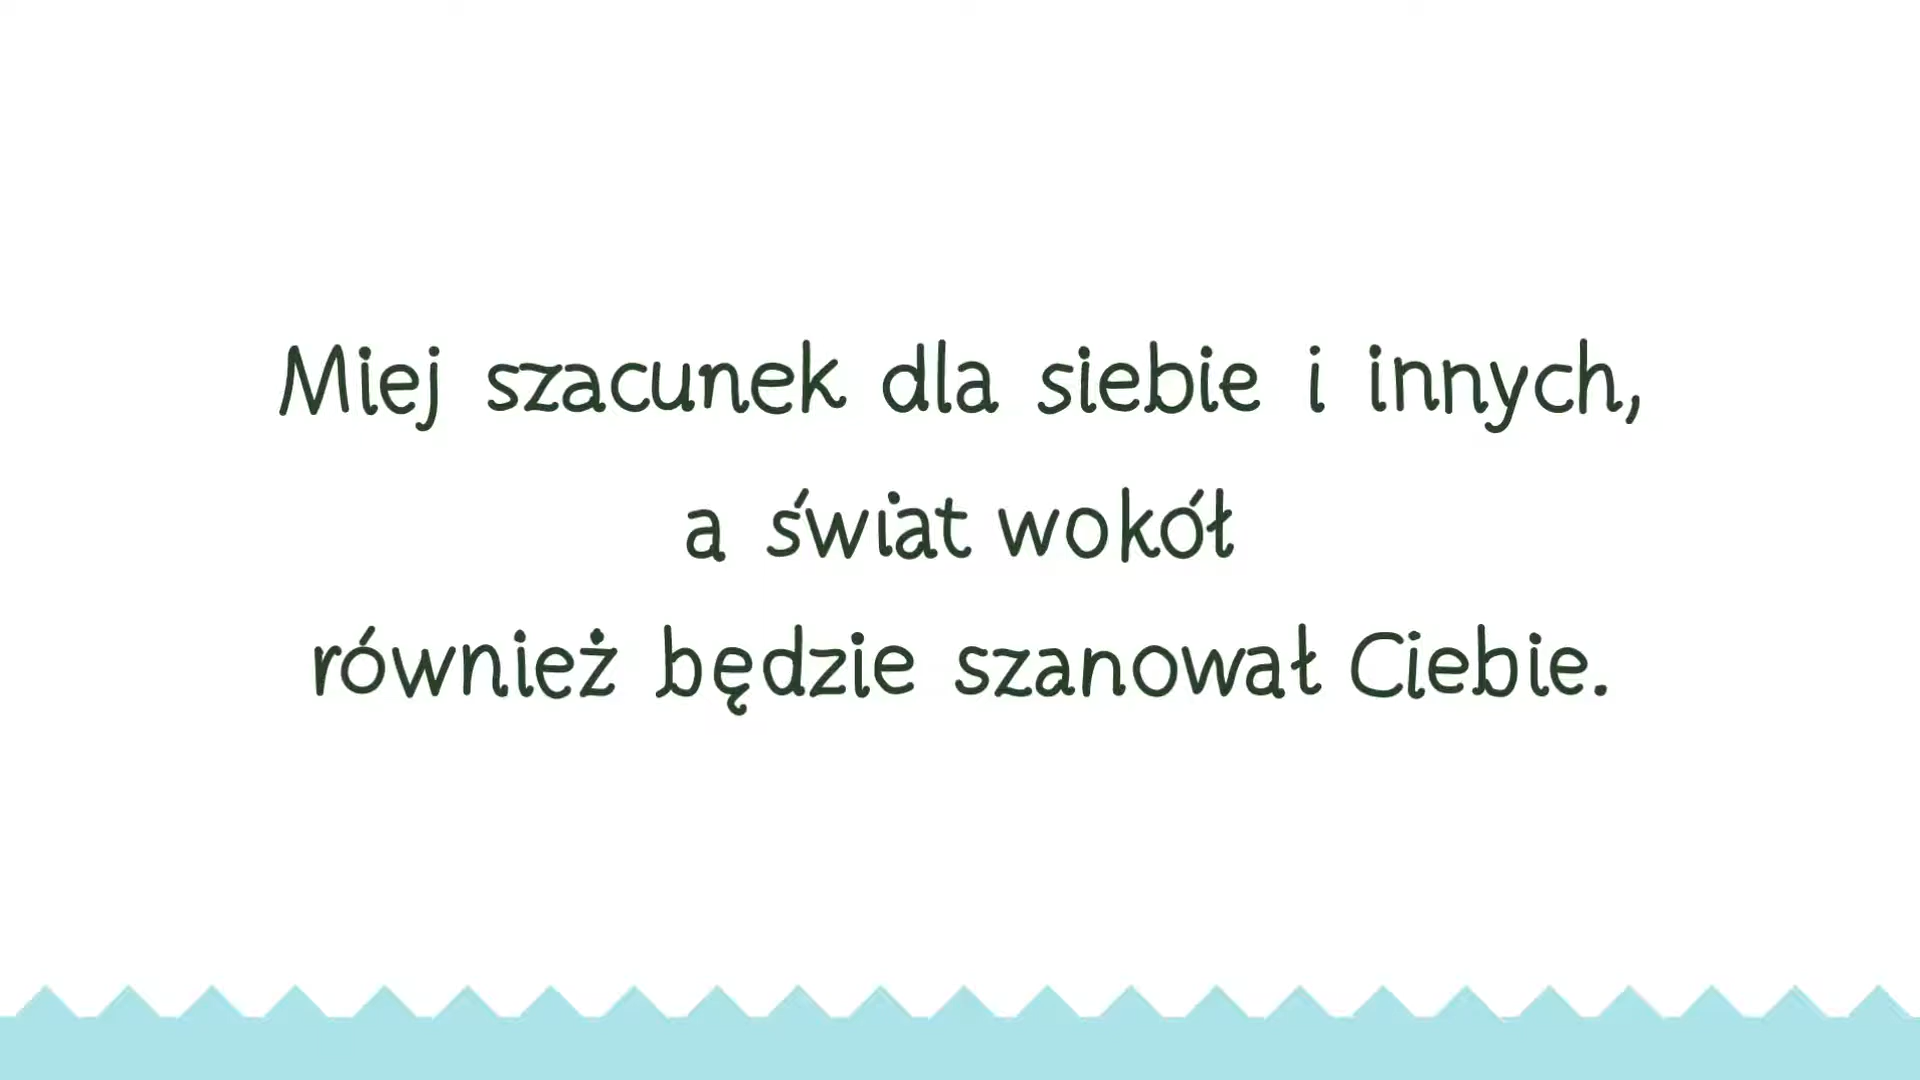 Miej szacunek dla siebie i innych,
a świat wokół
również będzie szanował Ciebie.